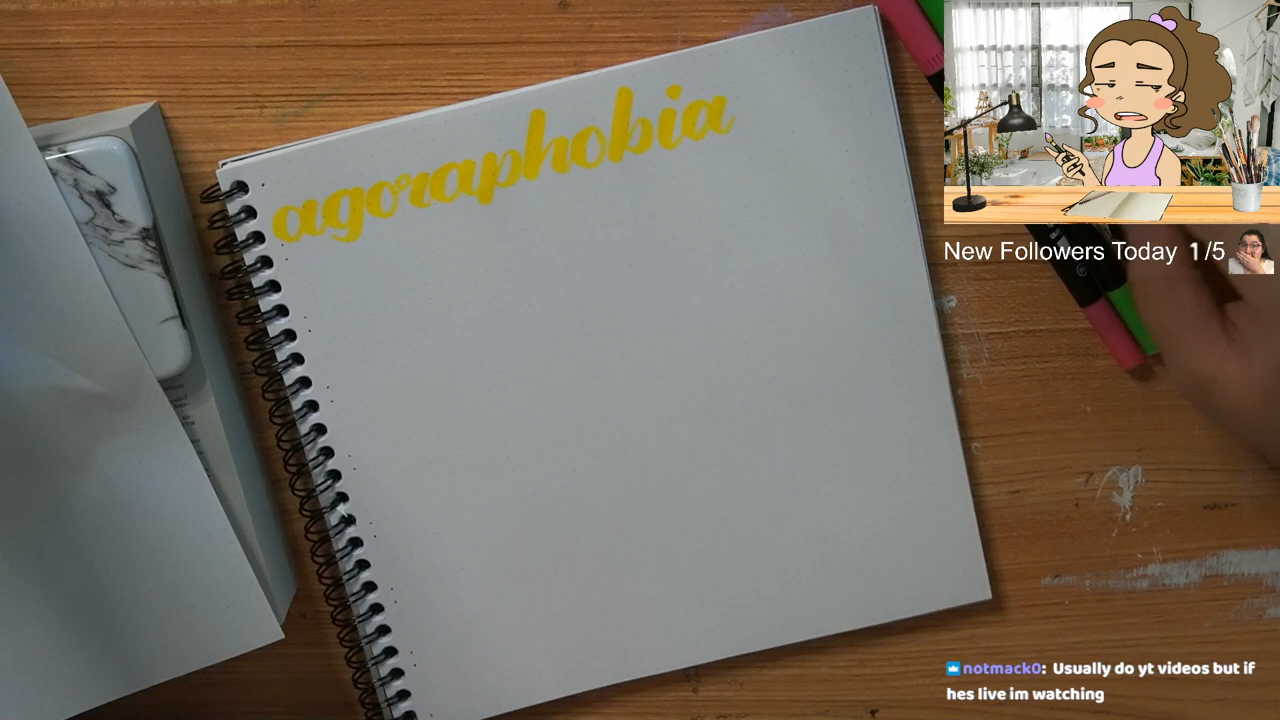 agoraphobia
New Followers Today 1/5
notmack0: Usually do yt videos but if
hes live im watching